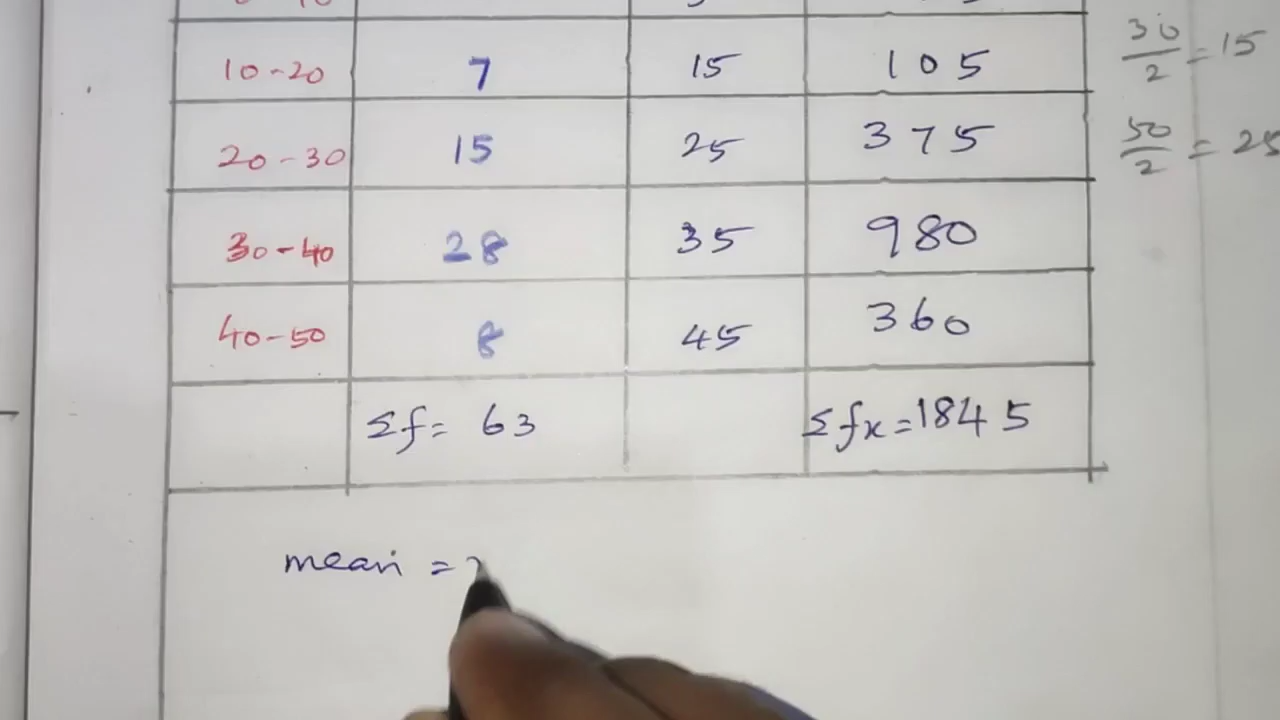 10-20 7 15 105
20-30 15 25 375
30-40 28 35 980
40-50 8 45 360
Σf= 63 Σfx=1845
mean =
30/2 = 15
50/2 = 25